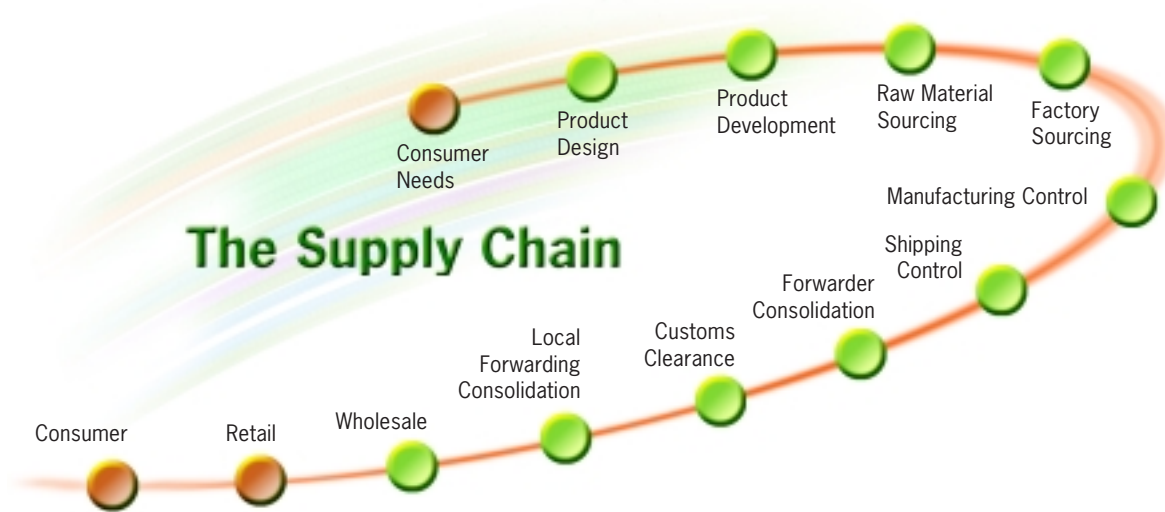 Consumer
Needs
Product
Design
Product
Development
Raw Material
Sourcing
Factory
Sourcing
Manufacturing Control
Shipping
Control
Forwarder
Consolidation
Customs
Clearance
Local
Forwarding
Consolidation
Wholesale
Retail
Consumer
The Supply Chain